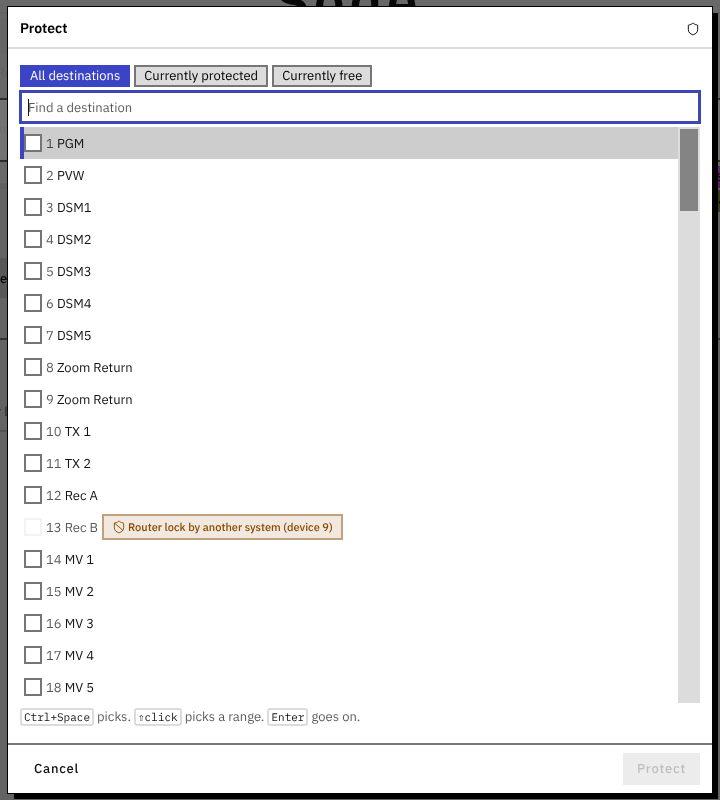 Protect
All destinations Currently protected Currently free
Find a destination
1 PGM
2 PVW
3 DSM1
4 DSM2
5 DSM3
6 DSM4
7 DSM5
8 Zoom Return
9 Zoom Return
10 TX 1
11 TX 2
12 Rec A
13 Rec B Router lock by another system (device 9)
14 MV 1
15 MV 2
16 MV 3
17 MV 4
18 MV 5
Ctrl+Space picks. ⇧click picks a range. Enter goes on.
Cancel Protect